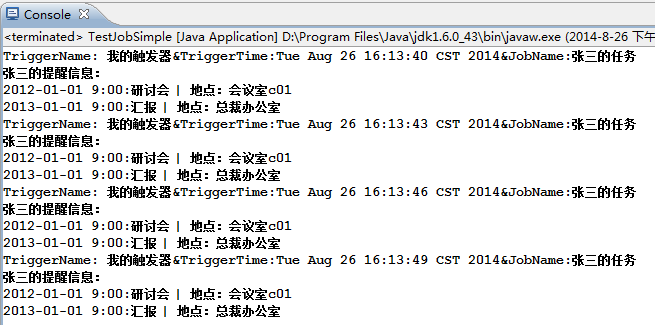 Console
<terminated> TestJobSimple [Java Application] D:\Program Files\Java\jdk1.6.0_43\bin\javaw.exe (2014-8-26 下午
TriggerName: 我的触发器&TriggerTime:Tue Aug 26 16:13:40 CST 2014&JobName:张三的任务
张三的提醒信息:
2012-01-01 9:00:研讨会 | 地点: 会议室c01
2013-01-01 9:00:汇报 | 地点: 总裁办公室
TriggerName: 我的触发器&TriggerTime:Tue Aug 26 16:13:43 CST 2014&JobName:张三的任务
张三的提醒信息:
2012-01-01 9:00:研讨会 | 地点: 会议室c01
2013-01-01 9:00:汇报 | 地点: 总裁办公室
TriggerName: 我的触发器&TriggerTime:Tue Aug 26 16:13:46 CST 2014&JobName:张三的任务
张三的提醒信息:
2012-01-01 9:00:研讨会 | 地点: 会议室c01
2013-01-01 9:00:汇报 | 地点: 总裁办公室
TriggerName: 我的触发器&TriggerTime:Tue Aug 26 16:13:49 CST 2014&JobName:张三的任务
张三的提醒信息:
2012-01-01 9:00:研讨会 | 地点: 会议室c01
2013-01-01 9:00:汇报 | 地点: 总裁办公室